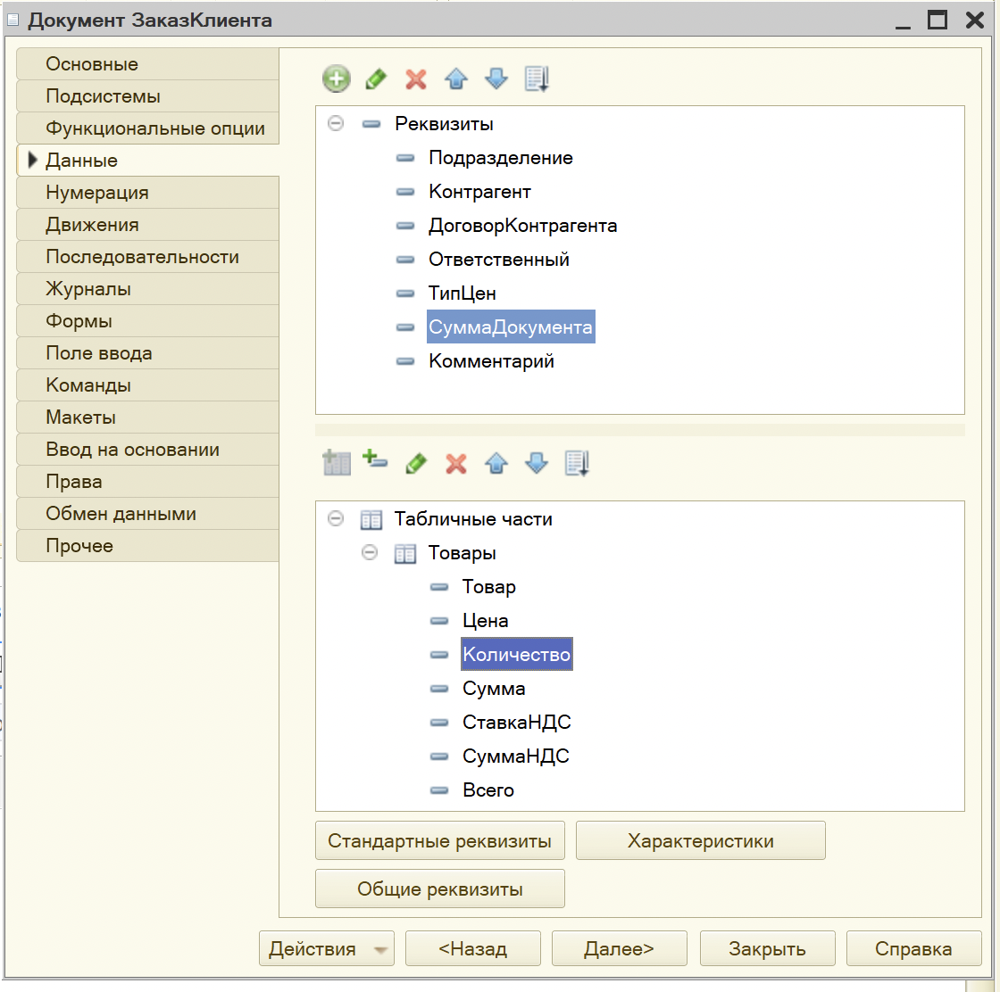 Документ ЗаказКлиента
Основные
Подсистемы
Функциональные опции
Данные
Нумерация
Движения
Последовательности
Журналы
Формы
Поле ввода
Команды
Макеты
Ввод на основании
Права
Обмен данными
Прочее
Реквизиты
Подразделение
Контрагент
ДоговорКонтрагента
Ответственный
ТипЦен
СуммаДокумента
Комментарий
Табличные части
Товары
Товар
Цена
Количество
Сумма
СтавкаНДС
СуммаНДС
Всего
Стандартные реквизиты
Характеристики
Общие реквизиты
Действия
<Назад
Далее>
Закрыть
Справка